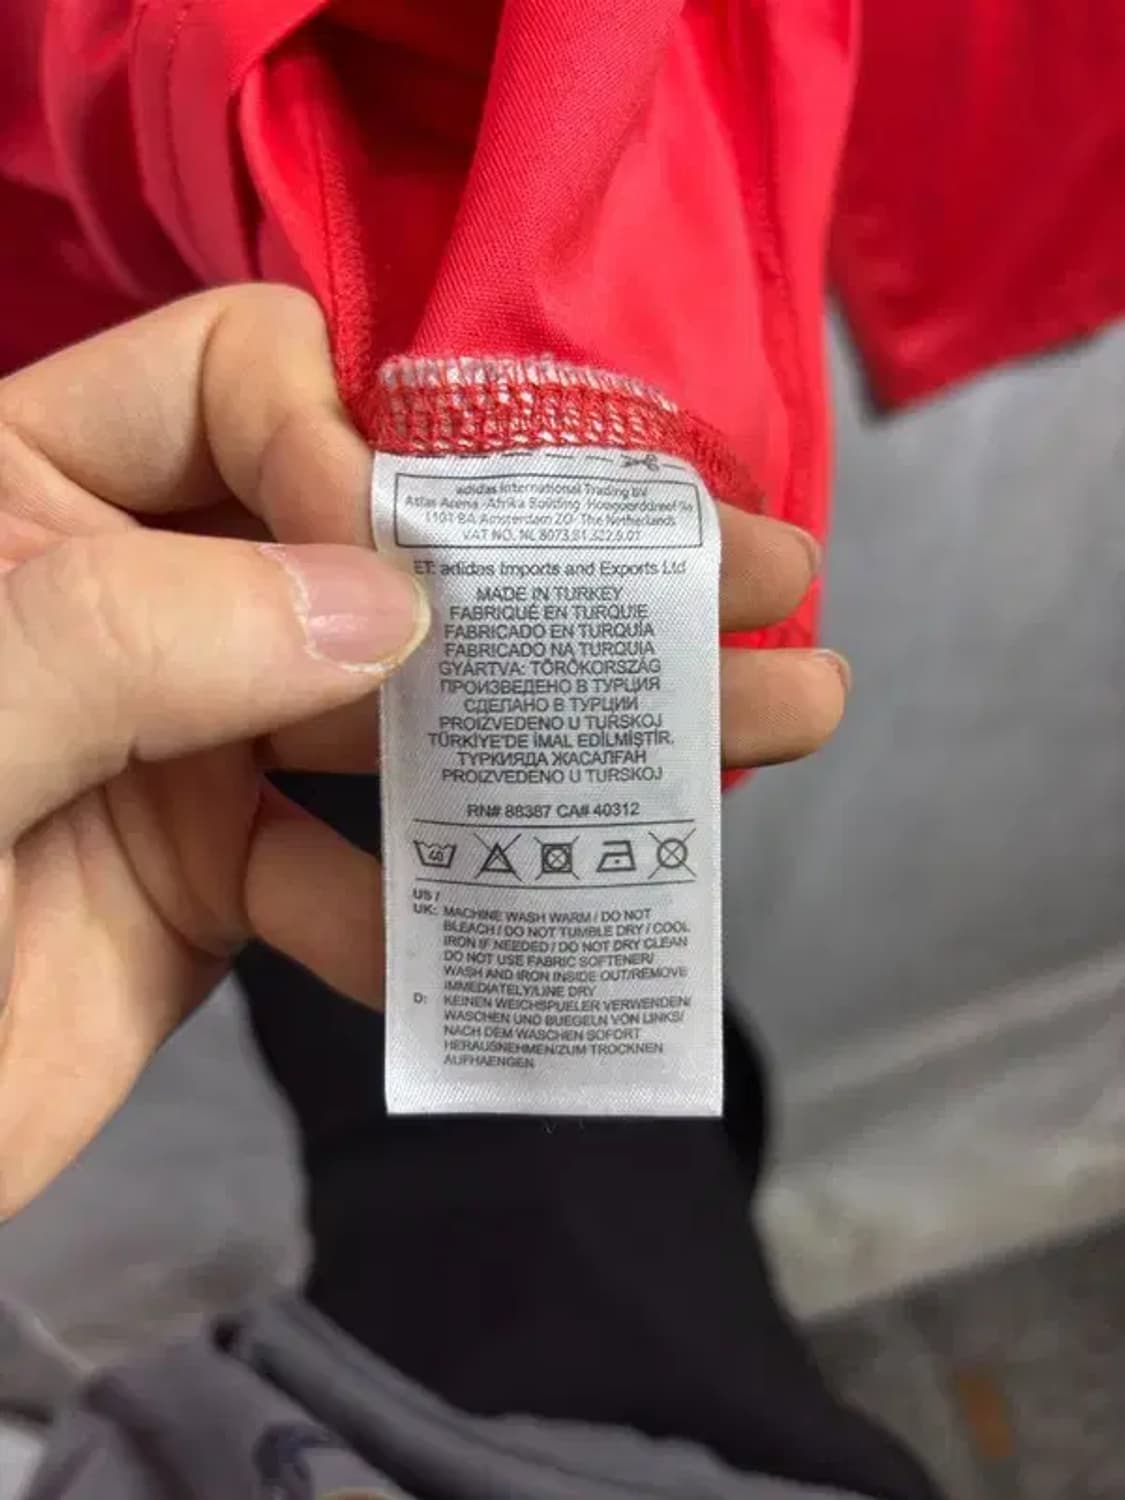 adidas International Trading BV
Atlas Arena -Afrika Building Hoogoorddreef 9a
1101 BA Amsterdam ZO The Netherlands
VAT NO. NL 8073.51.322.B.01
ET: adidas Imports and Exports Ltd
MADE IN TURKEY
FABRIQUÉ EN TURQUIE
FABRICADO EN TURQUÍA
FABRICADO NA TURQUIA
GYÁRTVA: TÖRÖKORSZÁG
ПРОИЗВЕДЕНО В ТУРЦИЯ
СДЕЛАНО В ТУРЦИИ
PROIZVEDENO U TURSKOJ
TÜRKİYE'DE İMAL EDİLMİŞTİR.
ТУРКИЯДА ЖАСАЛҒАН
PROIZVEDENO U TURSKOJ
RN# 88387 CA# 40312
40
US /
UK: MACHINE WASH WARM / DO NOT
BLEACH / DO NOT TUMBLE DRY / COOL
IRON IF NEEDED / DO NOT DRY CLEAN
DO NOT USE FABRIC SOFTENER/
WASH AND IRON INSIDE OUT/REMOVE
IMMEDIATELY/LINE DRY
D: KEINEN WEICHSPUELER VERWENDEN/
WASCHEN UND BUEGELN VON LINKS/
NACH DEM WASCHEN SOFORT
HERAUSNEHMEN/ZUM TROCKNEN
AUFHAENGEN